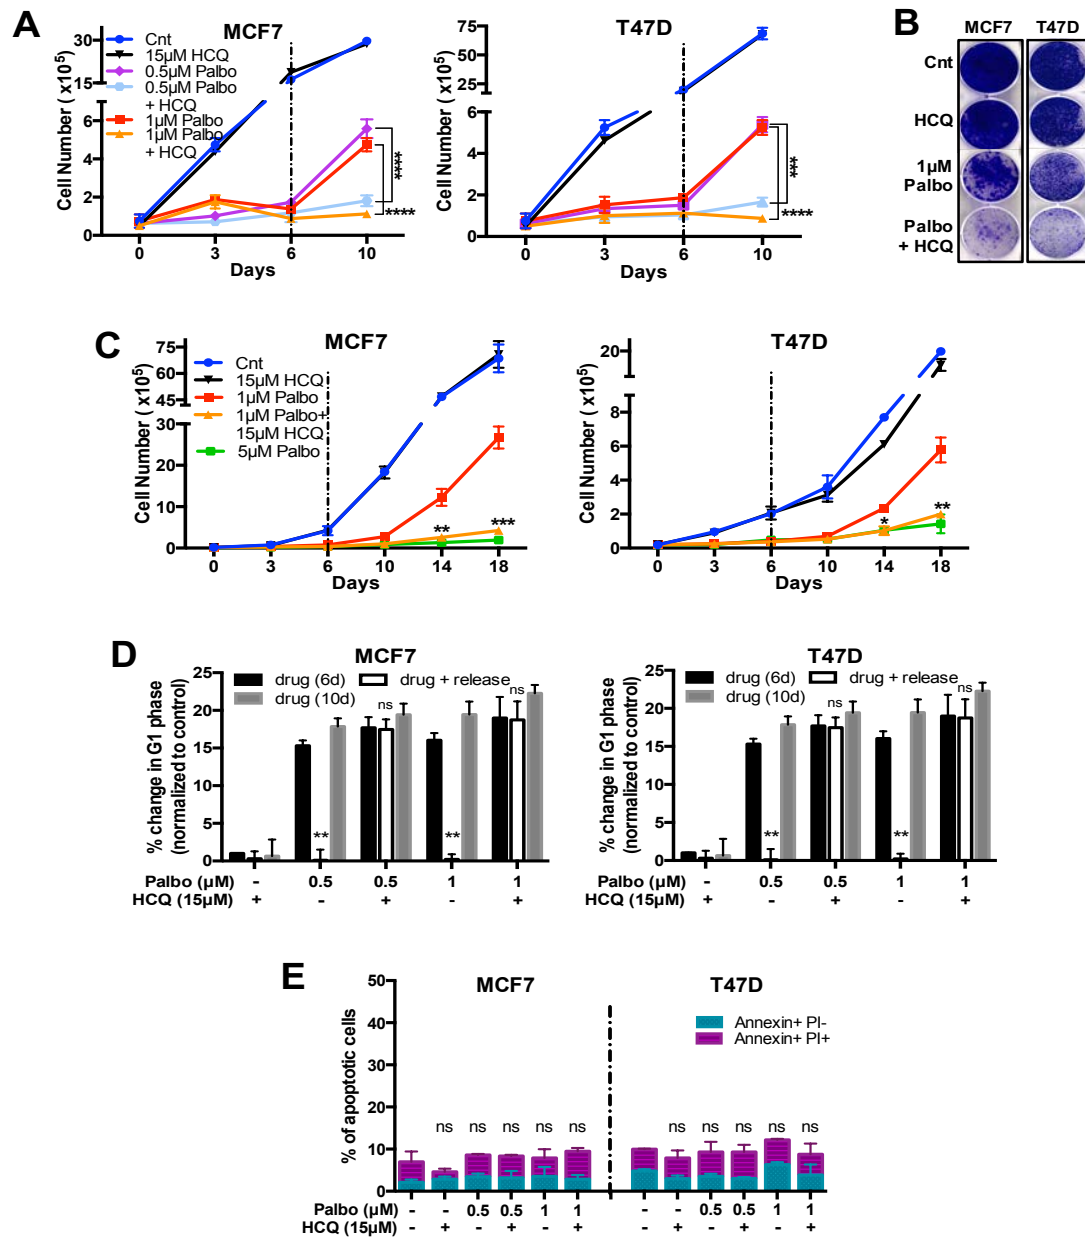 A
MCF7
Cell Number ( x10⁵)
30
15
6
4
2
0
Cnt
15µM HCQ
0.5µM Palbo
0.5µM Palbo
+ HCQ
1µM Palbo
1µM Palbo
+ HCQ
****
****
0 3 6 10
Days
T47D
Cell Number ( x10⁵)
75
50
25
6
4
2
0
***
****
0 3 6 10
Days
B
MCF7 T47D
Cnt
HCQ
1µM
Palbo
Palbo
+ HCQ
C
MCF7
Cell Number ( x10⁵)
75
60
45
30
20
10
0
Cnt
15µM HCQ
1µM Palbo
1µM Palbo+
15µM HCQ
5µM Palbo
** ***
0 3 6 10 14 18
Days
T47D
Cell Number ( x10⁵)
20
8
6
4
2
0
* **
0 3 6 10 14 18
Days
D
MCF7
% change in G1 phase
(normalized to control)
25
20
15
10
5
0
drug (6d) drug + release
drug (10d)
** ns ** ns
Palbo (µM) - 0.5 0.5 1 1
HCQ (15µM) + - + - +
T47D
% change in G1 phase
(normalized to control)
25
20
15
10
5
0
drug (6d) drug + release
drug (10d)
** ns ** ns
Palbo (µM) - 0.5 0.5 1 1
HCQ (15µM) + - + - +
E
MCF7 T47D
% of apoptotic cells
50
40
30
20
10
0
Annexin+ PI-
Annexin+ PI+
ns ns ns ns ns ns ns ns ns ns
Palbo (µM) - - 0.5 0.5 1 1 - - 0.5 0.5 1 1
HCQ (15µM) - + - + - + - + - + - +